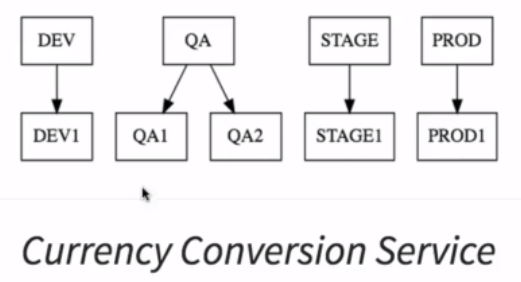 DEV QA STAGE PROD
DEV1 QA1 QA2 STAGE1 PROD1
Currency Conversion Service